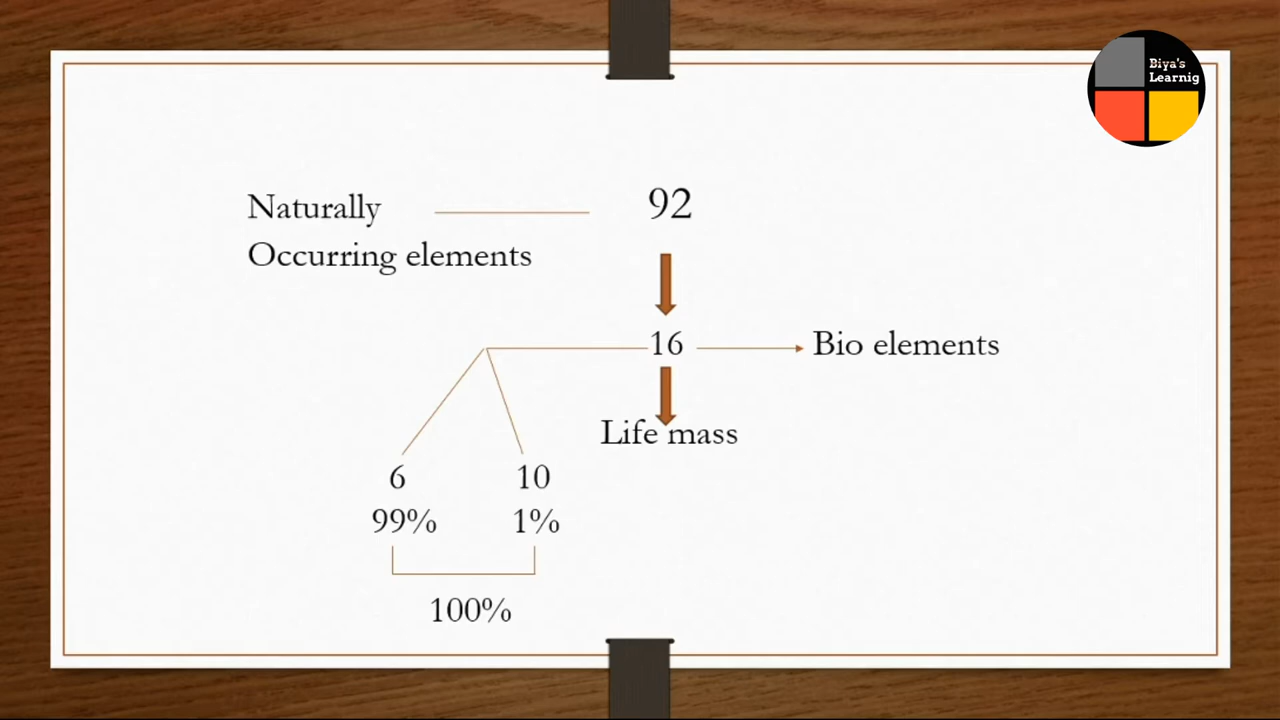 Biya's
Learnig
Naturally
92
Occurring elements
16
Bio elements
Life mass
6
10
99%
1%
100%